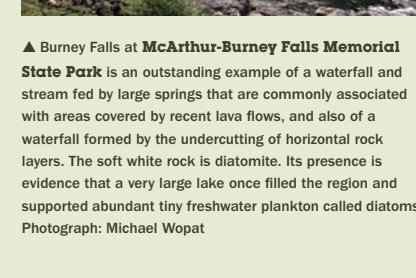 ▲ Burney Falls at McArthur-Burney Falls Memorial
State Park is an outstanding example of a waterfall and
stream fed by large springs that are commonly associated
with areas covered by recent lava flows, and also of a
waterfall formed by the undercutting of horizontal rock
layers. The soft white rock is diatomite. Its presence is
evidence that a very large lake once filled the region and
supported abundant tiny freshwater plankton called diatoms
Photograph: Michael Wopat